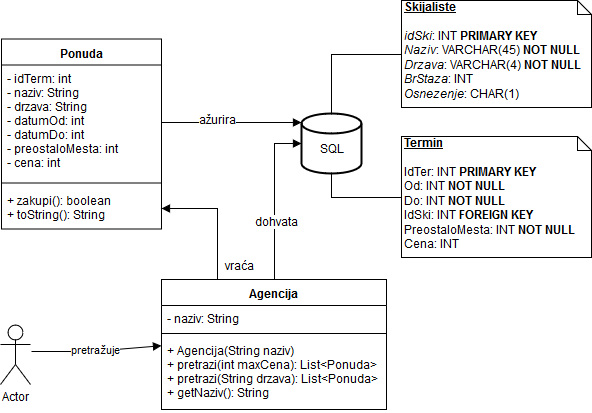 Ponuda
- idTerm: int
- naziv: String
- drzava: String
- datumOd: int
- datumDo: int
- preostaloMesta: int
- cena: int
+ zakupi(): boolean
+ toString(): String
ažurira
SQL
Skijaliste
idSki: INT PRIMARY KEY
Naziv: VARCHAR(45) NOT NULL
Drzava: VARCHAR(4) NOT NULL
BrStaza: INT
Osnezenje: CHAR(1)
Termin
IdTer: INT PRIMARY KEY
Od: INT NOT NULL
Do: INT NOT NULL
IdSki: INT FOREIGN KEY
PreostaloMesta: INT NOT NULL
Cena: INT
dohvata
vraća
Agencija
- naziv: String
+ Agencija(String naziv)
+ pretrazi(int maxCena): List<Ponuda>
+ pretrazi(String drzava): List<Ponuda>
+ getNaziv(): String
pretražuje
Actor